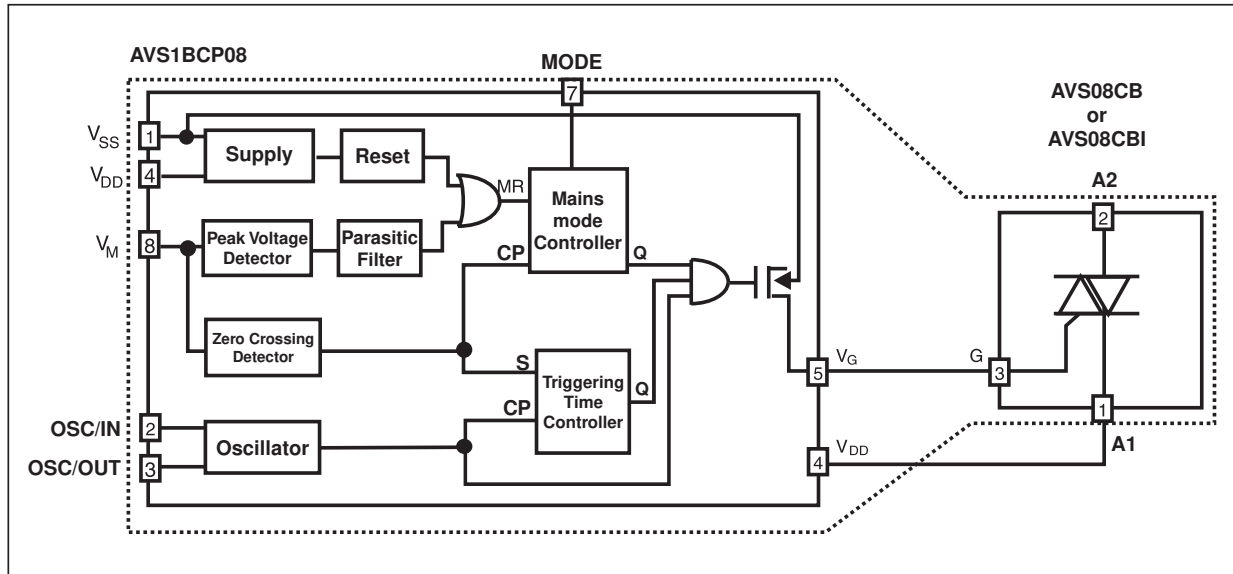 AVS1BCP08
MODE
7
AVS08CB
or
AVS08CBI
VSS
1
VDD
4
Supply
Reset
MR
Mains
mode
Controller
A2
2
VM
8
Peak Voltage
Detector
Parasitic
Filter
CP
Q
Zero Crossing
Detector
S
Triggering
Time
Controller
Q
CP
5
VG
G
3
1
A1
OSC/IN
2
OSC/OUT
3
Oscillator
4
VDD